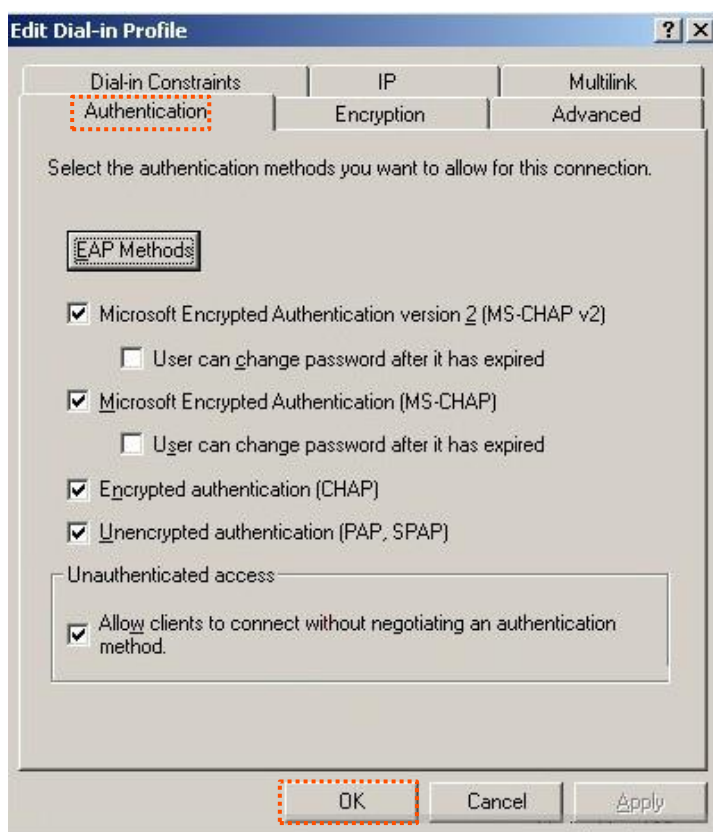 Edit Dial-in Profile
?
Dial-in Constraints IP Multilink
Authentication Encryption Advanced
Select the authentication methods you want to allow for this connection.
EAP Methods
Microsoft Encrypted Authentication version 2 (MS-CHAP v2)
User can change password after it has expired
Microsoft Encrypted Authentication (MS-CHAP)
User can change password after it has expired
Encrypted authentication (CHAP)
Unencrypted authentication (PAP, SPAP)
Unauthenticated access
Allow clients to connect without negotiating an authentication
method.
OK Cancel Apply